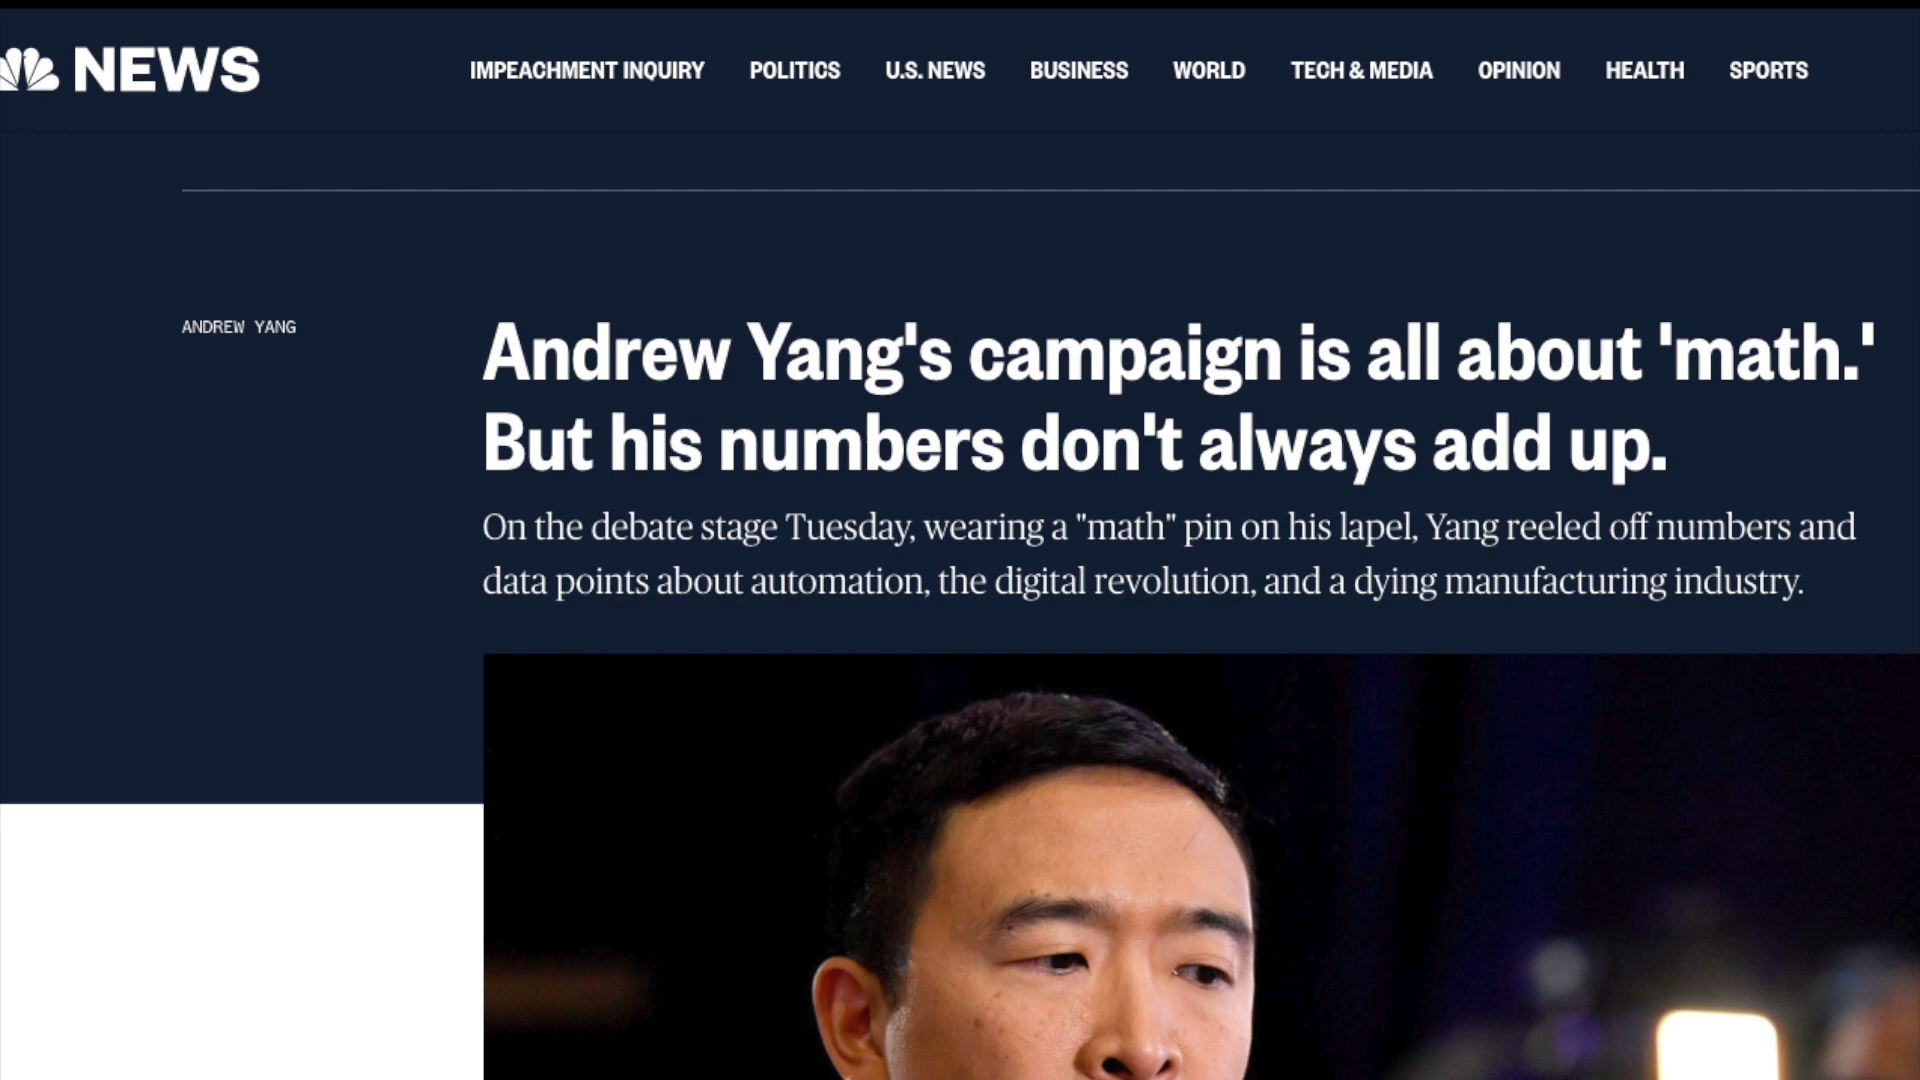 NEWS
IMPEACHMENT INQUIRY POLITICS U.S. NEWS BUSINESS WORLD TECH & MEDIA OPINION HEALTH SPORTS
ANDREW YANG
Andrew Yang's campaign is all about 'math.'
But his numbers don't always add up.
On the debate stage Tuesday, wearing a "math" pin on his lapel, Yang reeled off numbers and
data points about automation, the digital revolution, and a dying manufacturing industry.